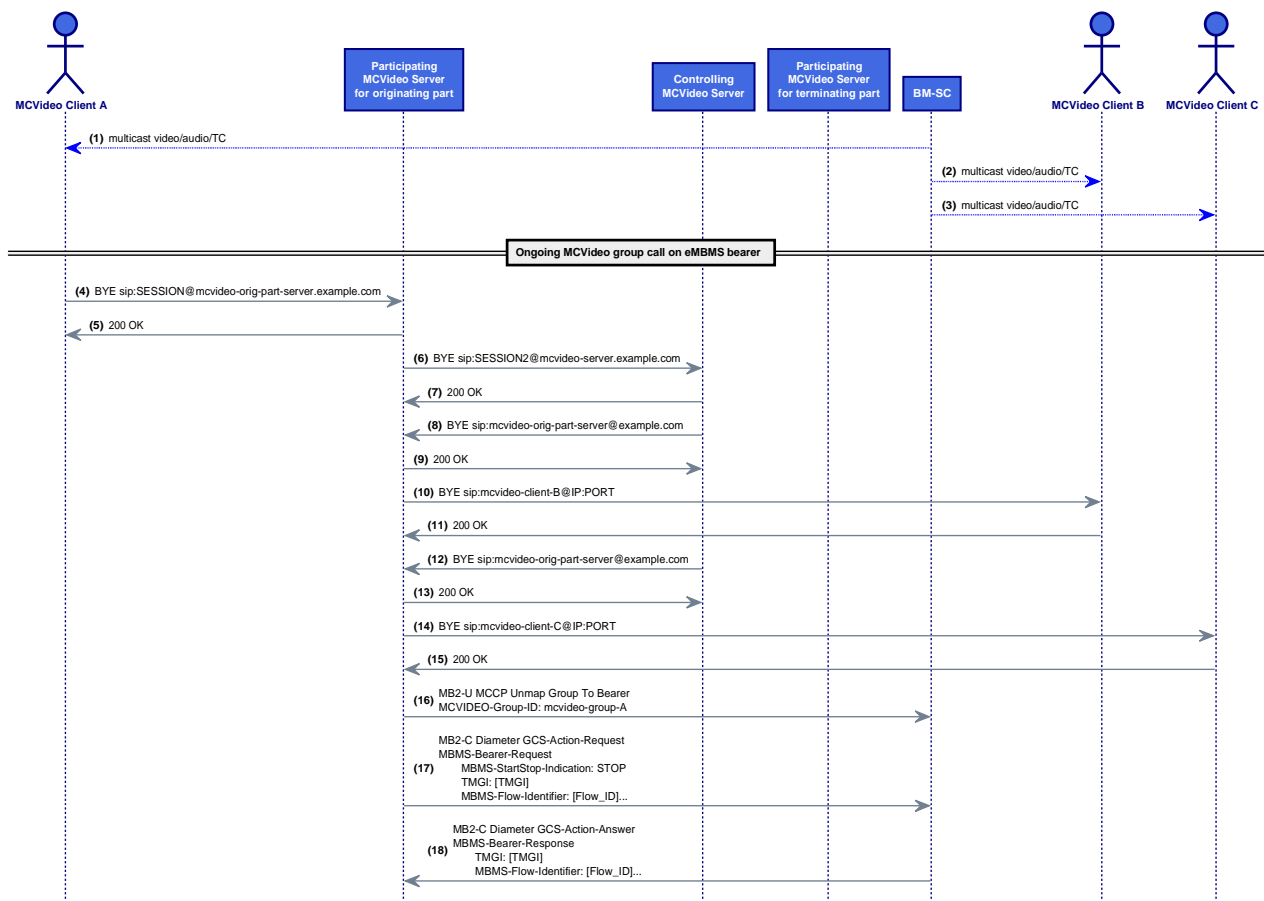 MCVideo Client A
Participating
MCVideo Server
for originating part
Controlling
MCVideo Server
Participating
MCVideo Server
for terminating part
BM-SC
MCVideo Client B
MCVideo Client C
(1) multicast video/audio/TC
(2) multicast video/audio/TC
(3) multicast video/audio/TC
Ongoing MCVideo group call on eMBMS bearer
(4) BYE sip:SESSION@mcvideo-orig-part-server.example.com
(5) 200 OK
(6) BYE sip:SESSION2@mcvideo-server.example.com
(7) 200 OK
(8) BYE sip:mcvideo-orig-part-server@example.com
(9) 200 OK
(10) BYE sip:mcvideo-client-B@IP:PORT
(11) 200 OK
(12) BYE sip:mcvideo-orig-part-server@example.com
(13) 200 OK
(14) BYE sip:mcvideo-client-C@IP:PORT
(15) 200 OK
(16) MB2-U MCCP Unmap Group To Bearer
MCVIDEO-Group-ID: mcvideo-group-A
MB2-C Diameter GCS-Action-Request
MBMS-Bearer-Request
(17) MBMS-StartStop-Indication: STOP
TMGI: [TMGI]
MBMS-Flow-Identifier: [Flow_ID]...
MB2-C Diameter GCS-Action-Answer
(18) MBMS-Bearer-Response
TMGI: [TMGI]
MBMS-Flow-Identifier: [Flow_ID]...